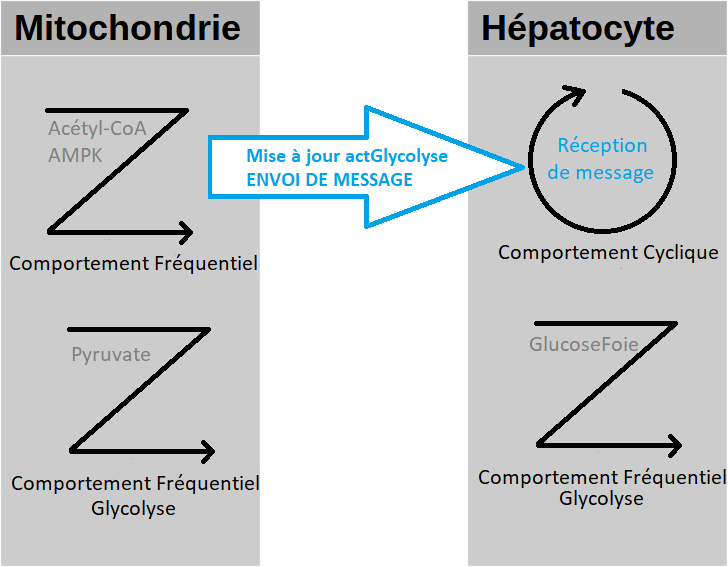 Mitochondrie
Acétyl-CoA
AMPK
Comportement Fréquentiel
Pyruvate
Comportement Fréquentiel
Glycolyse
Mise à jour actGlycolyse
ENVOI DE MESSAGE
Hépatocyte
Réception
de message
Comportement Cyclique
GlucoseFoie
Comportement Fréquentiel
Glycolyse